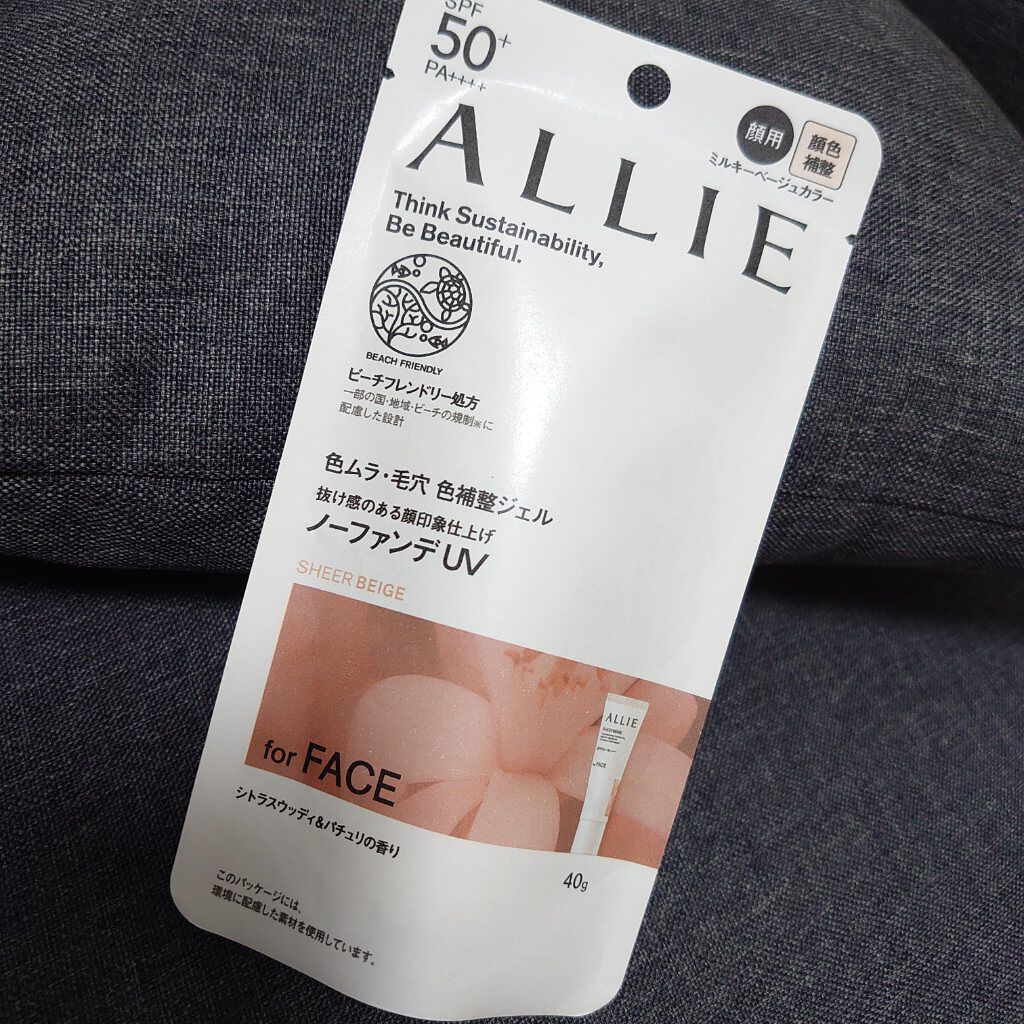 SPF
50+
PA++++
ALLIE
顔用
顔色
補整
ミルキーベージュカラー
Think Sustainability,
Be Beautiful.
BEACH FRIENDLY
ビーチフレンドリー処方
一部の国・地域・ビーチの規制※に
配慮した設計
色ムラ・毛穴 色補整ジェル
抜け感のある顔印象仕上げ
ノーファンデUV
SHEER BEIGE
ALLIE
SHEER BEIGE
for FACE
for FACE
シトラスウッディ&パチュリの香り
40g
このパッケージには、
環境に配慮した素材を使用しています。